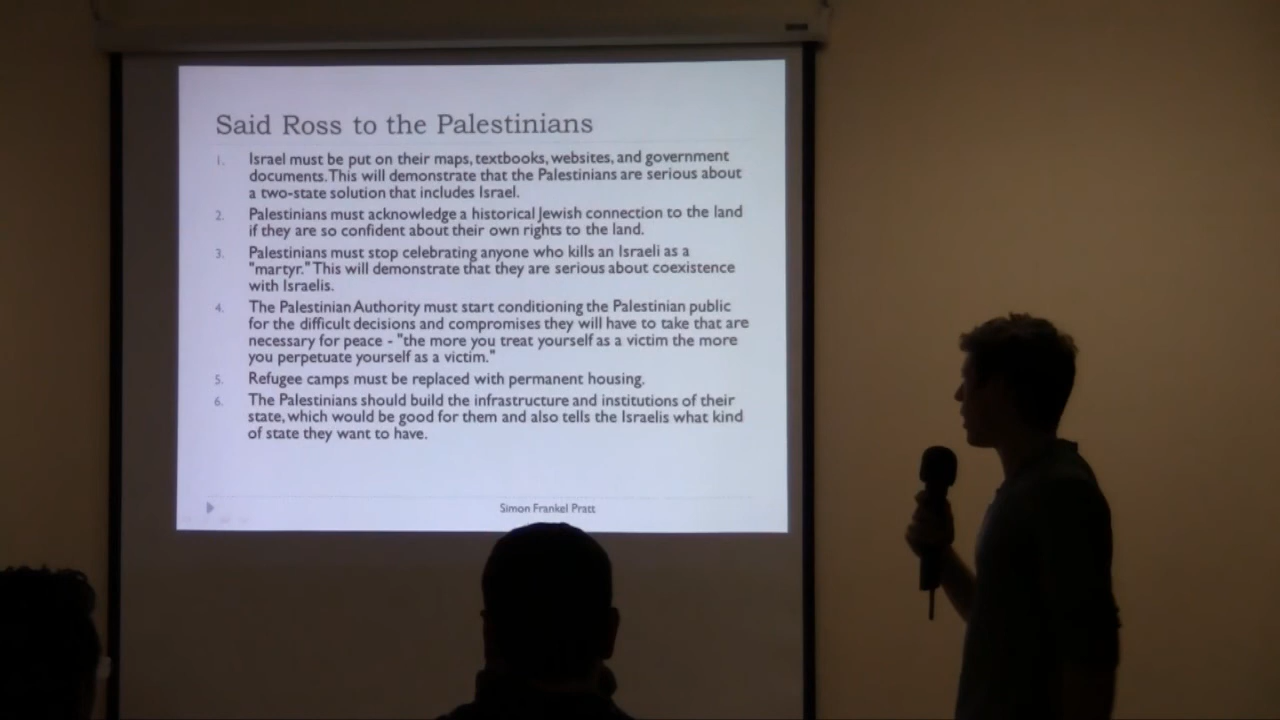 Said Ross to the Palestinians
1. Israel must be put on their maps, textbooks, websites, and government
documents. This will demonstrate that the Palestinians are serious about
a two-state solution that includes Israel.
2. Palestinians must acknowledge a historical Jewish connection to the land
if they are so confident about their own rights to the land.
3. Palestinians must stop celebrating anyone who kills an Israeli as a
"martyr." This will demonstrate that they are serious about coexistence
with Israelis.
4. The Palestinian Authority must start conditioning the Palestinian public
for the difficult decisions and compromises they will have to take that are
necessary for peace - "the more you treat yourself as a victim the more
you perpetuate yourself as a victim."
5. Refugee camps must be replaced with permanent housing.
6. The Palestinians should build the infrastructure and institutions of their
state, which would be good for them and also tells the Israelis what kind
of state they want to have.
Simon Frankel Pratt